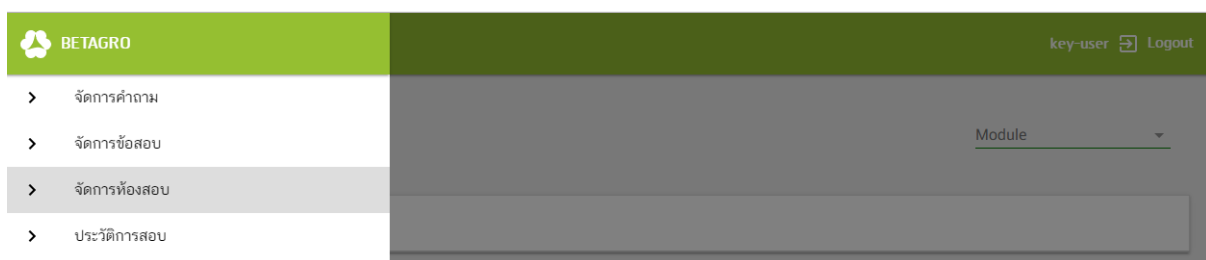 BETAGRO
key-user Logout
จัดการคำถาม
Module
จัดการข้อสอบ
จัดการห้องสอบ
ประวัติการสอบ